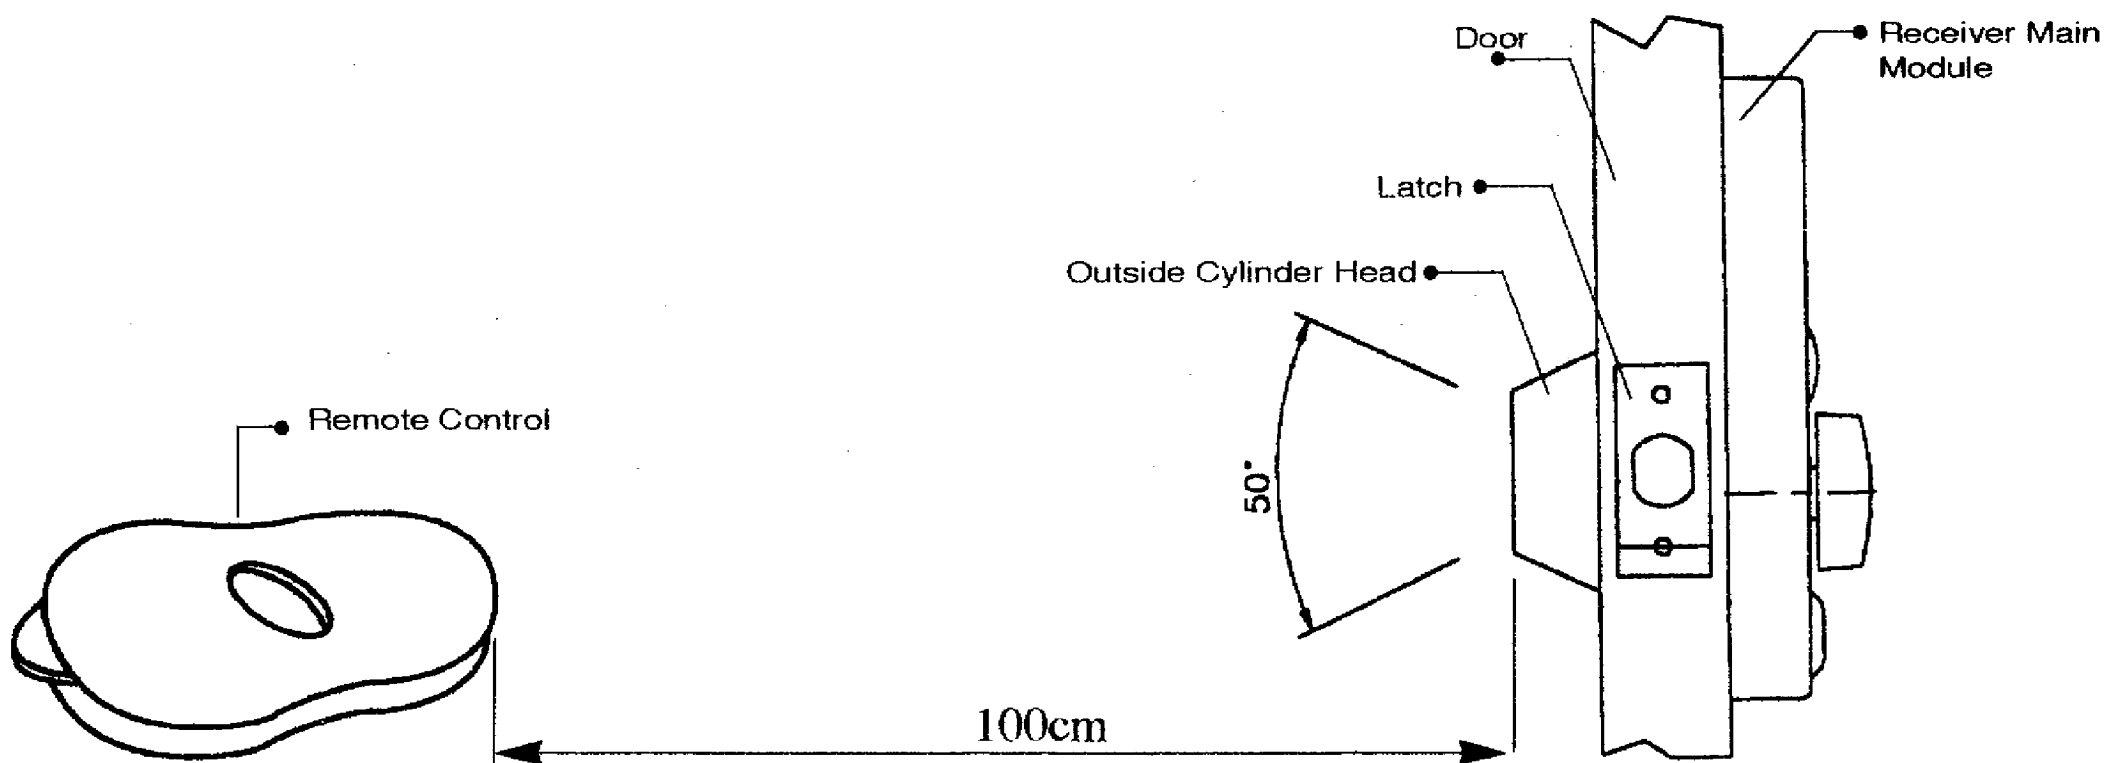 Door
Receiver Main
Module
Latch
Outside Cylinder Head
Remote Control
50°
100cm